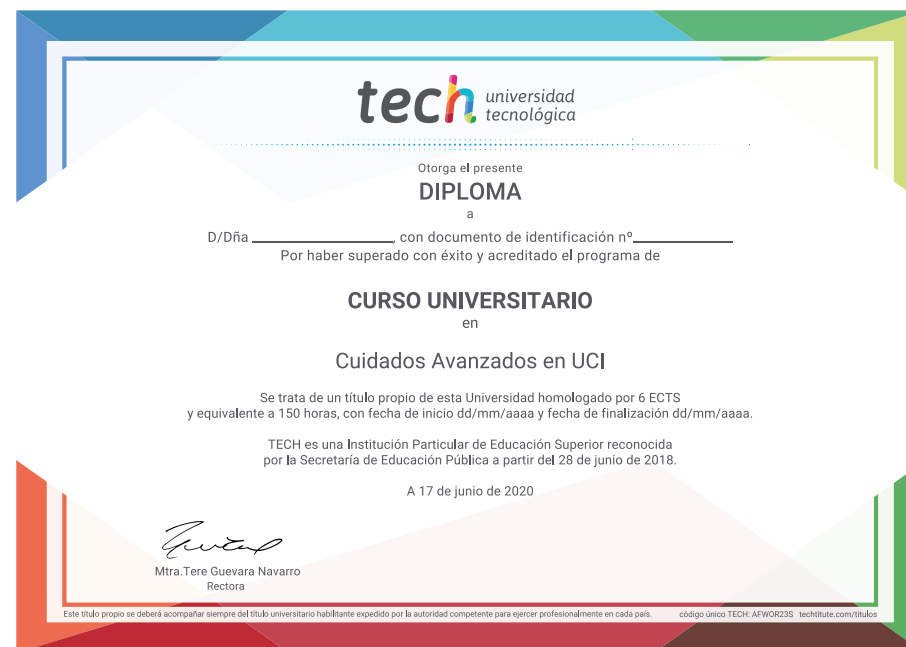 tech universidad
tecnológica
Otorga el presente
DIPLOMA
a
D/Dña ____________________, con documento de identificación nº______________
Por haber superado con éxito y acreditado el programa de
CURSO UNIVERSITARIO
en
Cuidados Avanzados en UCI
Se trata de un título propio de esta Universidad homologado por 6 ECTS
y equivalente a 150 horas, con fecha de inicio dd/mm/aaaa y fecha de finalización dd/mm/aaaa.
TECH es una Institución Particular de Educación Superior reconocida
por la Secretaría de Educación Pública a partir del 28 de junio de 2018.
A 17 de junio de 2020
Mtra.Tere Guevara Navarro
Rectora
Este título propio se deberá acompañar siempre del título universitario habilitante expedido por la autoridad competente para ejercer profesionalmente en cada país. código único TECH: AFWOR23S techtitute.com/títulos